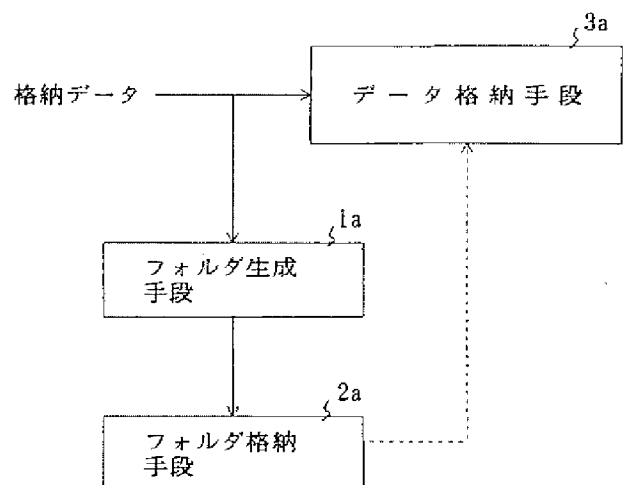 3a
格納データ
データ格納手段
1a
フォルダ生成
手段
2a
フォルダ格納
手段